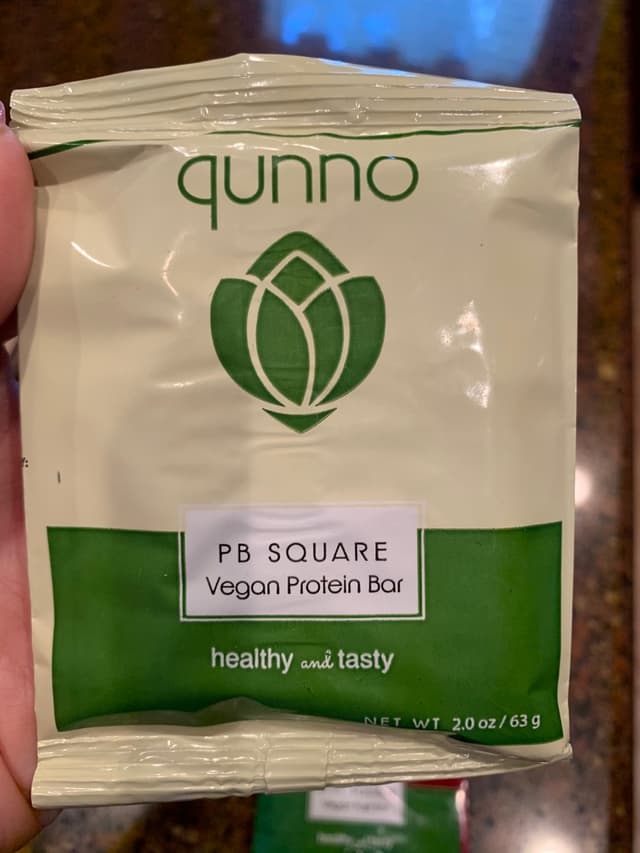 qunno
PB SQUARE
Vegan Protein Bar
healthy and tasty
NET WT 2.0 oz / 63 g